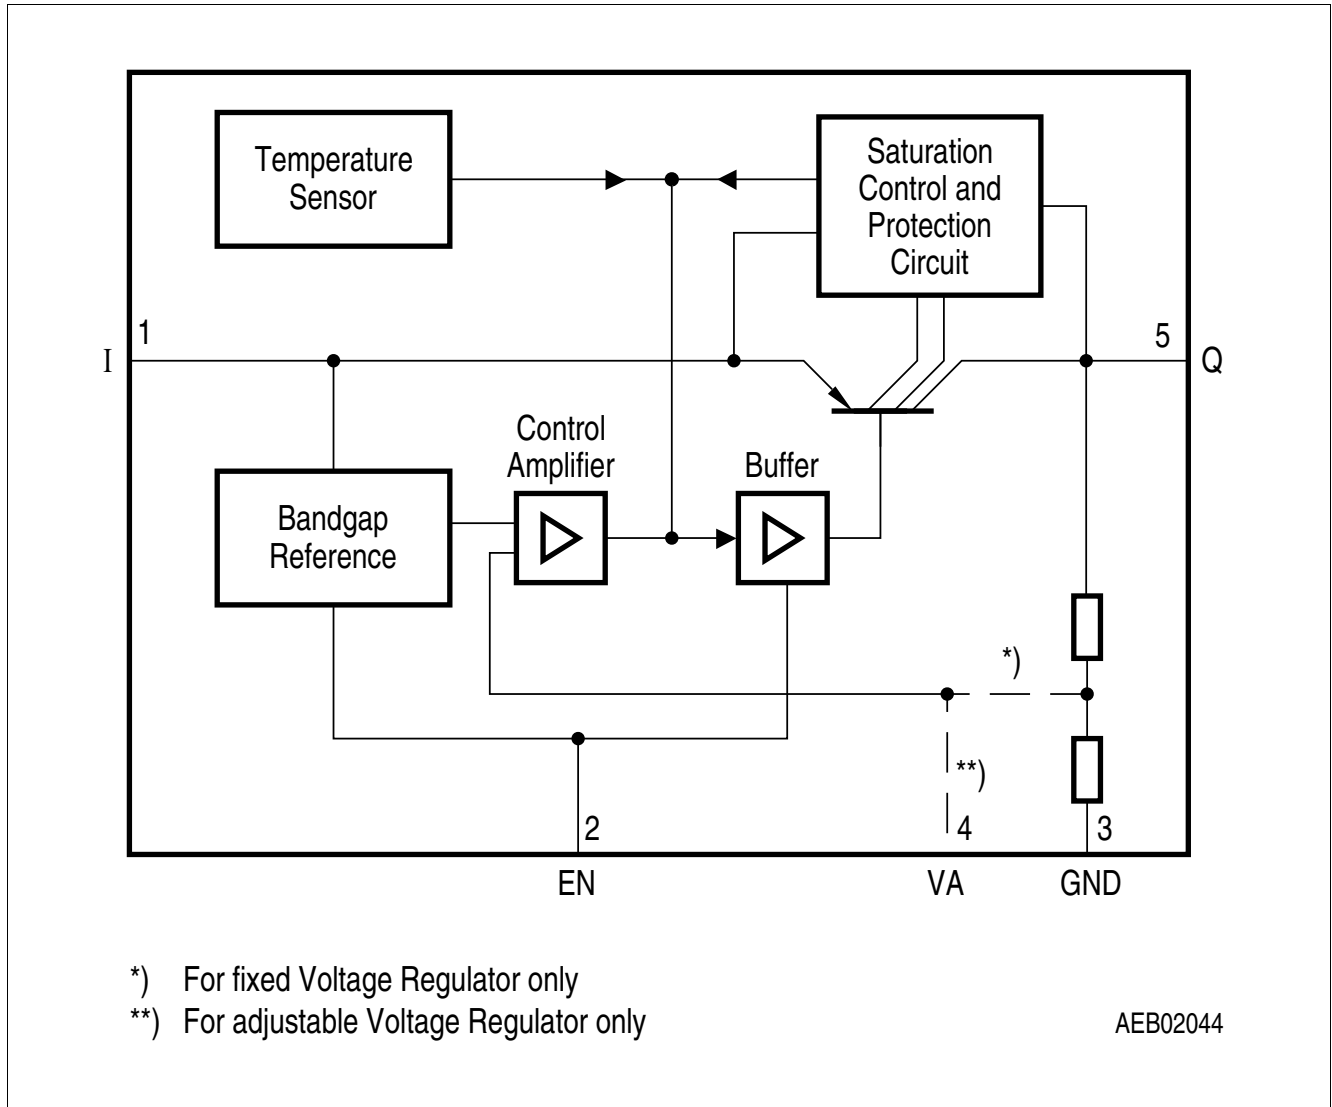 Temperature
Sensor
Saturation
Control and
Protection
Circuit
1
I
5
Q
Control
Amplifier
Buffer
Bandgap
Reference
*)
**)
2
4
3
EN
VA
GND
*) For fixed Voltage Regulator only
**) For adjustable Voltage Regulator only
AEB02044